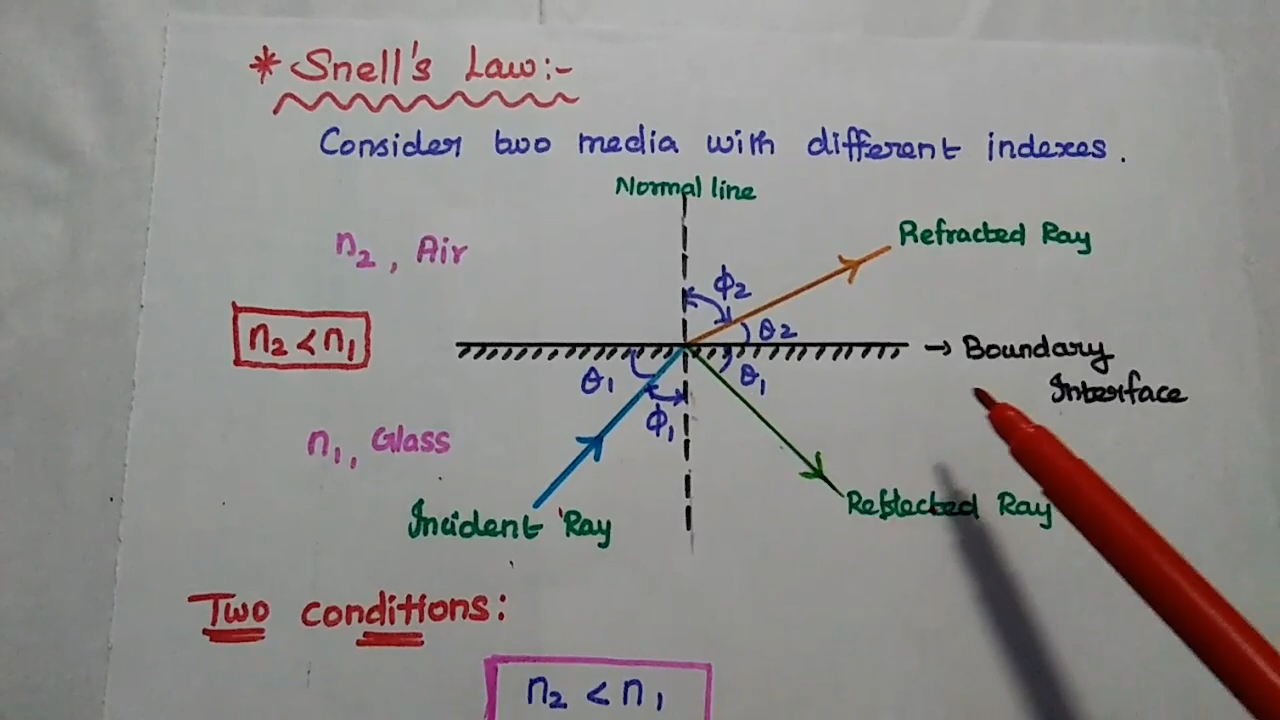 * Snell's Law:-
Consider two media with different indexes.
Normal line
n₂, Air
Refracted Ray
ϕ₂
θ₂
n₂ < n₁
→ Boundary
Interface
θ₁
θ₁
ϕ₁
n₁, Glass
Incident Ray
Reflected Ray
Two conditions:
n₂ < n₁